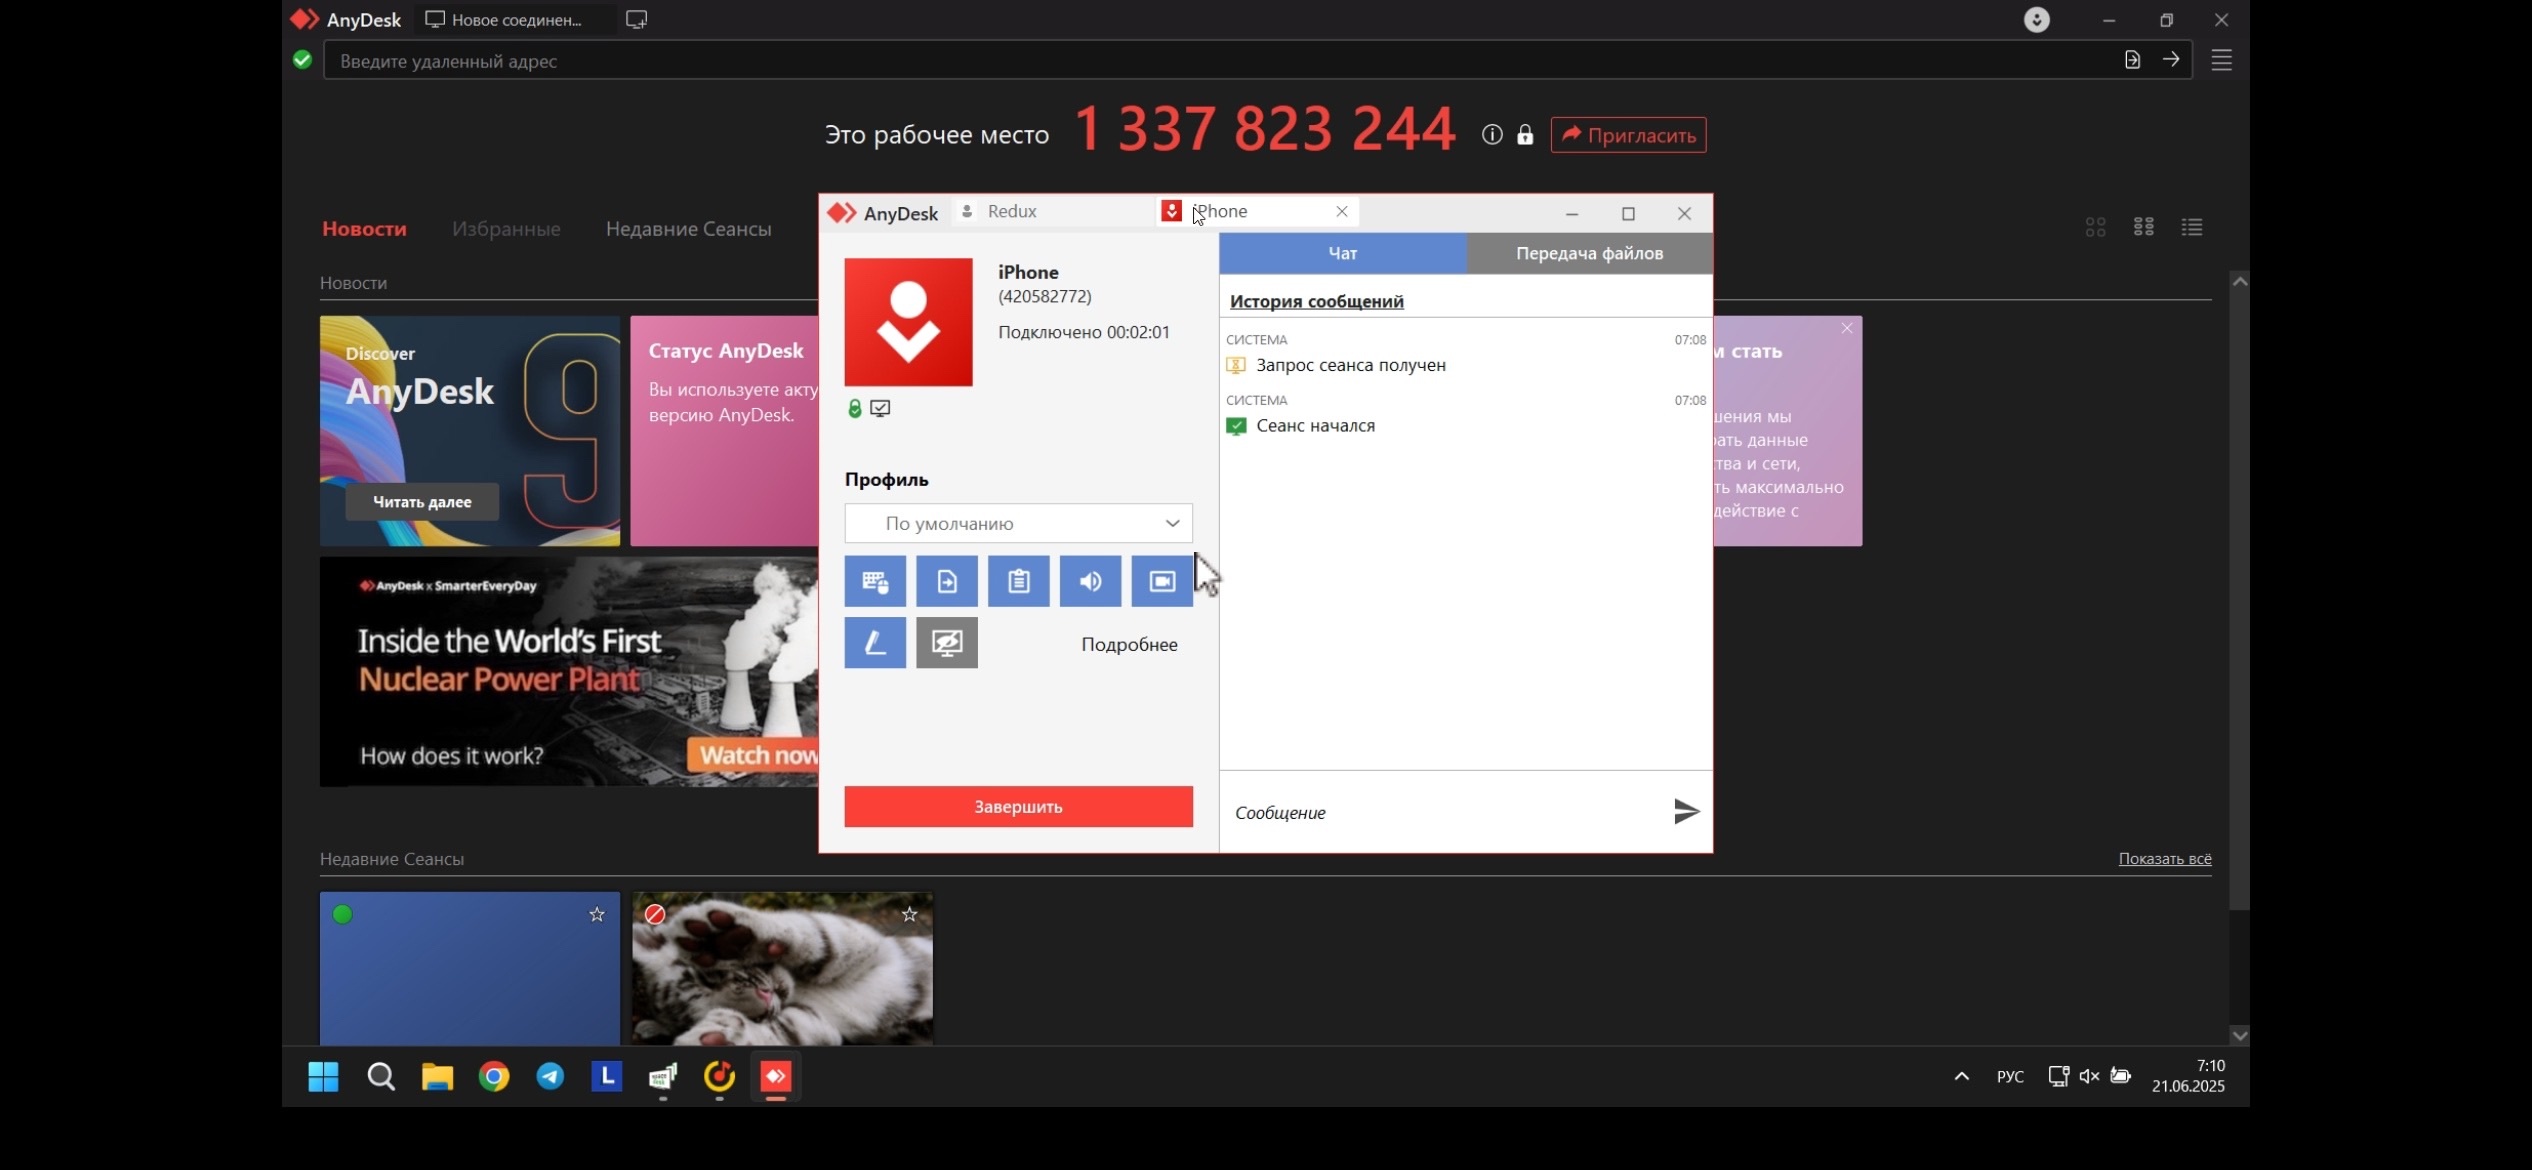 AnyDesk
Новое соединен...
Введите удаленный адрес
Это рабочее место 1 337 823 244
Пригласить
Новости
Избранные
Недавние Сеансы
Новости
Discover
AnyDesk
9
Читать далее
Статус AnyDesk
Вы используете акту
версию AnyDesk.
м стать
шения мы
рать данные
тва и сети,
ть максимально
действие с
AnyDesk x SmarterEveryDay
Inside the World's First
Nuclear Power Plant
How does it work?
Watch now
AnyDesk
Redux
iPhone
iPhone
(420582772)
Подключено 00:02:01
Профиль
По умолчанию
Подробнее
Завершить
Чат
Передача файлов
История сообщений
СИСТЕМА 07:08
Запрос сеанса получен
СИСТЕМА 07:08
Сеанс начался
Сообщение
Недавние Сеансы
Показать всё
L
РУС
7:10
21.06.2025